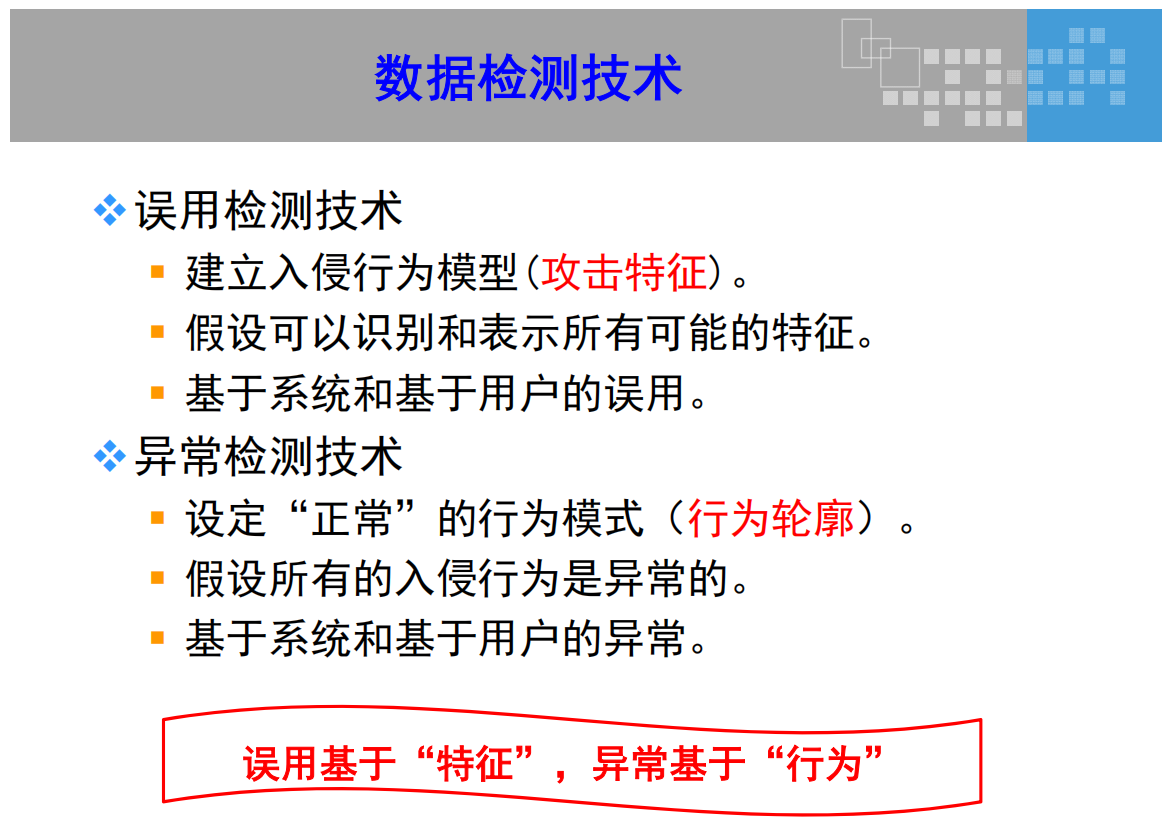 数据检测技术
误用检测技术
建立入侵行为模型(攻击特征)。
假设可以识别和表示所有可能的特征。
基于系统和基于用户的误用。
异常检测技术
设定“正常”的行为模式（行为轮廓）。
假设所有的入侵行为是异常的。
基于系统和基于用户的异常。
误用基于“特征”，异常基于“行为”